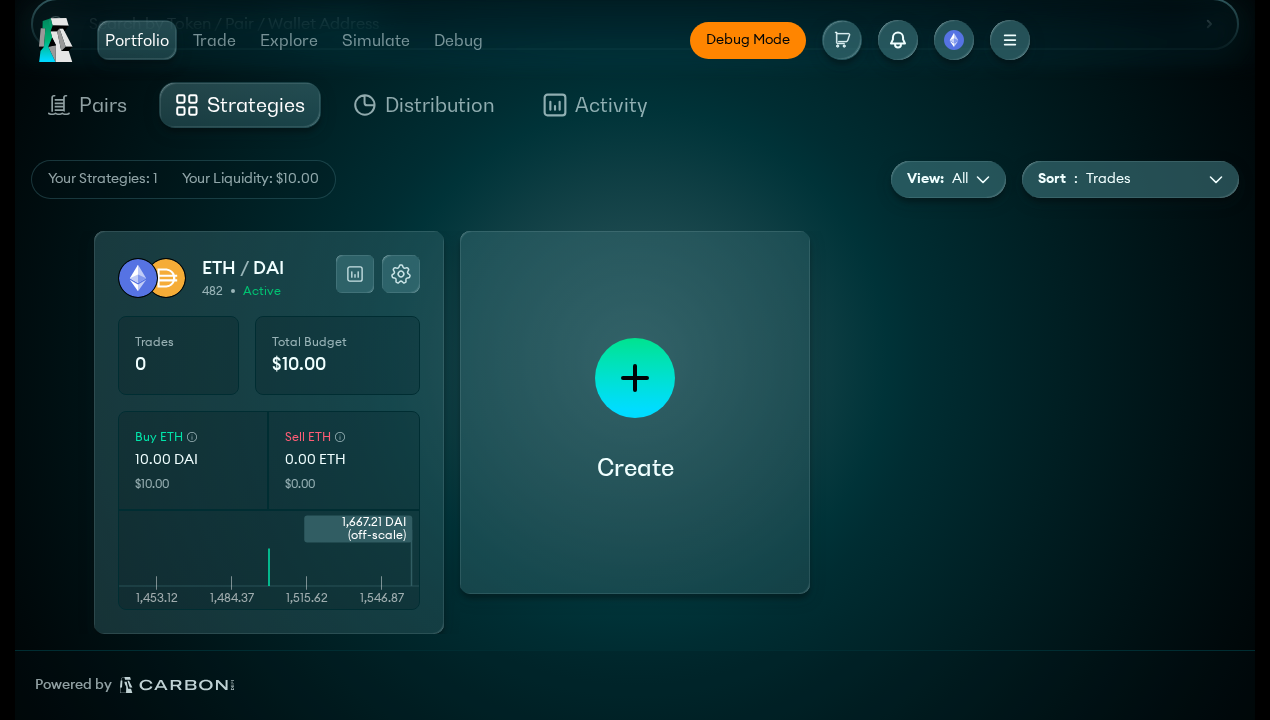 Search by Token / Pair / Wallet Address
Portfolio
Trade
Explore
Simulate
Debug
Debug Mode
Pairs
Strategies
Distribution
Activity
Your Strategies: 1
Your Liquidity: $10.00
View: All
Sort : Trades
ETH / DAI
482 • Active
Trades
0
Total Budget
$10.00
Buy ETH
10.00 DAI
$10.00
Sell ETH
0.00 ETH
$0.00
1,667.21 DAI
(off-scale)
1,453.12
1,484.37
1,515.62
1,546.87
Create
Powered by CARBON